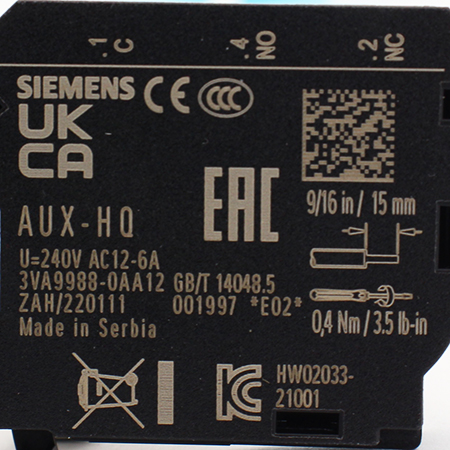 .1 C
.4 NO
.2 NC
SIEMENS CE CCC
UK
CA
EAC
9/16 in / 15 mm
AUX-HQ
U=240V AC12-6A
3VA9988-0AA12 GB/T 14048.5
ZAH/220111 001997 *E02*
Made in Serbia
0,4 Nm / 3.5 lb-in
HW02033-
21001